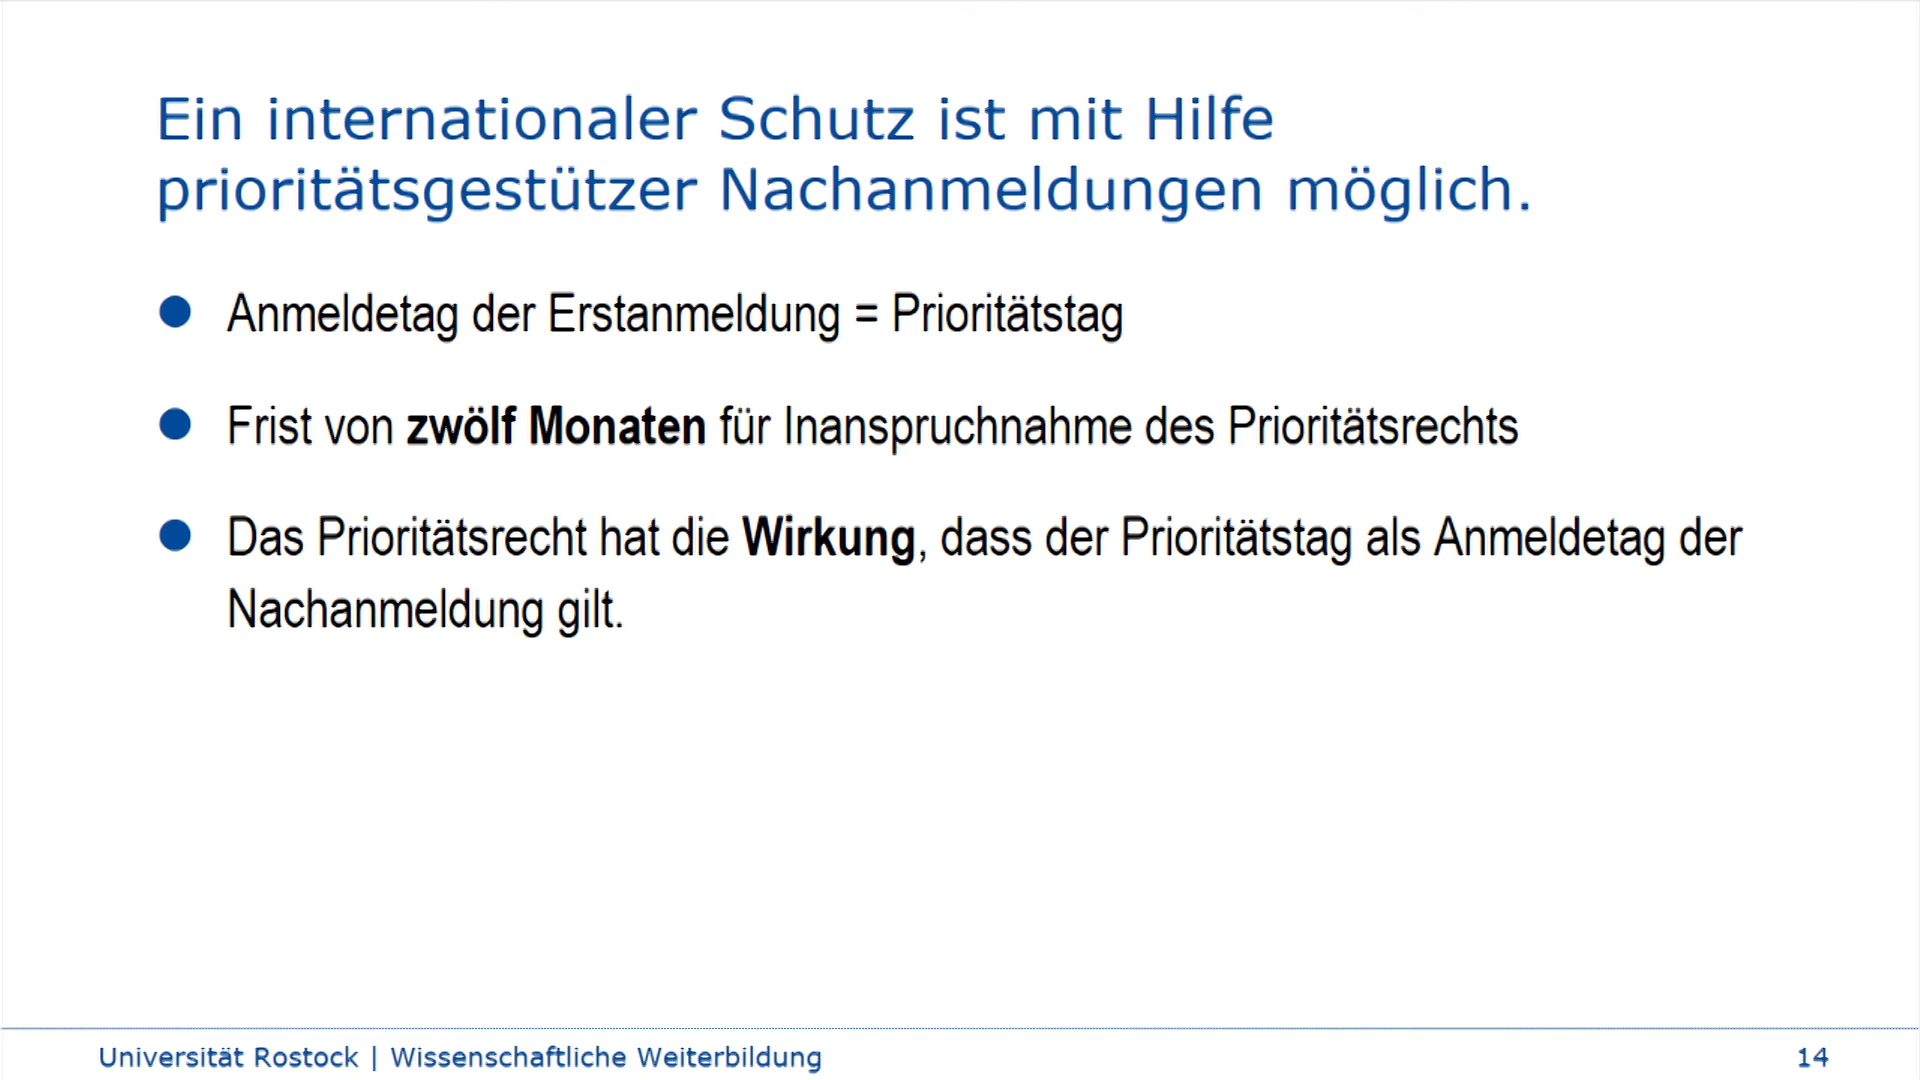 Ein internationaler Schutz ist mit Hilfe
prioritätsgestützer Nachanmeldungen möglich.
● Anmeldetag der Erstanmeldung = Prioritätstag
● Frist von zwölf Monaten für Inanspruchnahme des Prioritätsrechts
● Das Prioritätsrecht hat die Wirkung, dass der Prioritätstag als Anmeldetag der
Nachanmeldung gilt.
Universität Rostock | Wissenschaftliche Weiterbildung
14